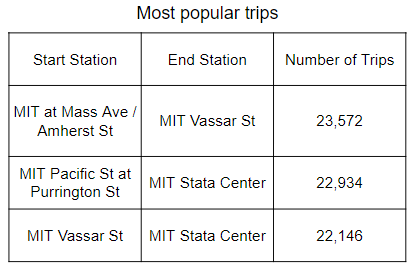 Most popular trips
Start Station End Station Number of Trips
MIT at Mass Ave /
Amherst St
MIT Vassar St
23,572
MIT Pacific St at
Purrington St
MIT Stata Center
22,934
MIT Vassar St MIT Stata Center 22,146